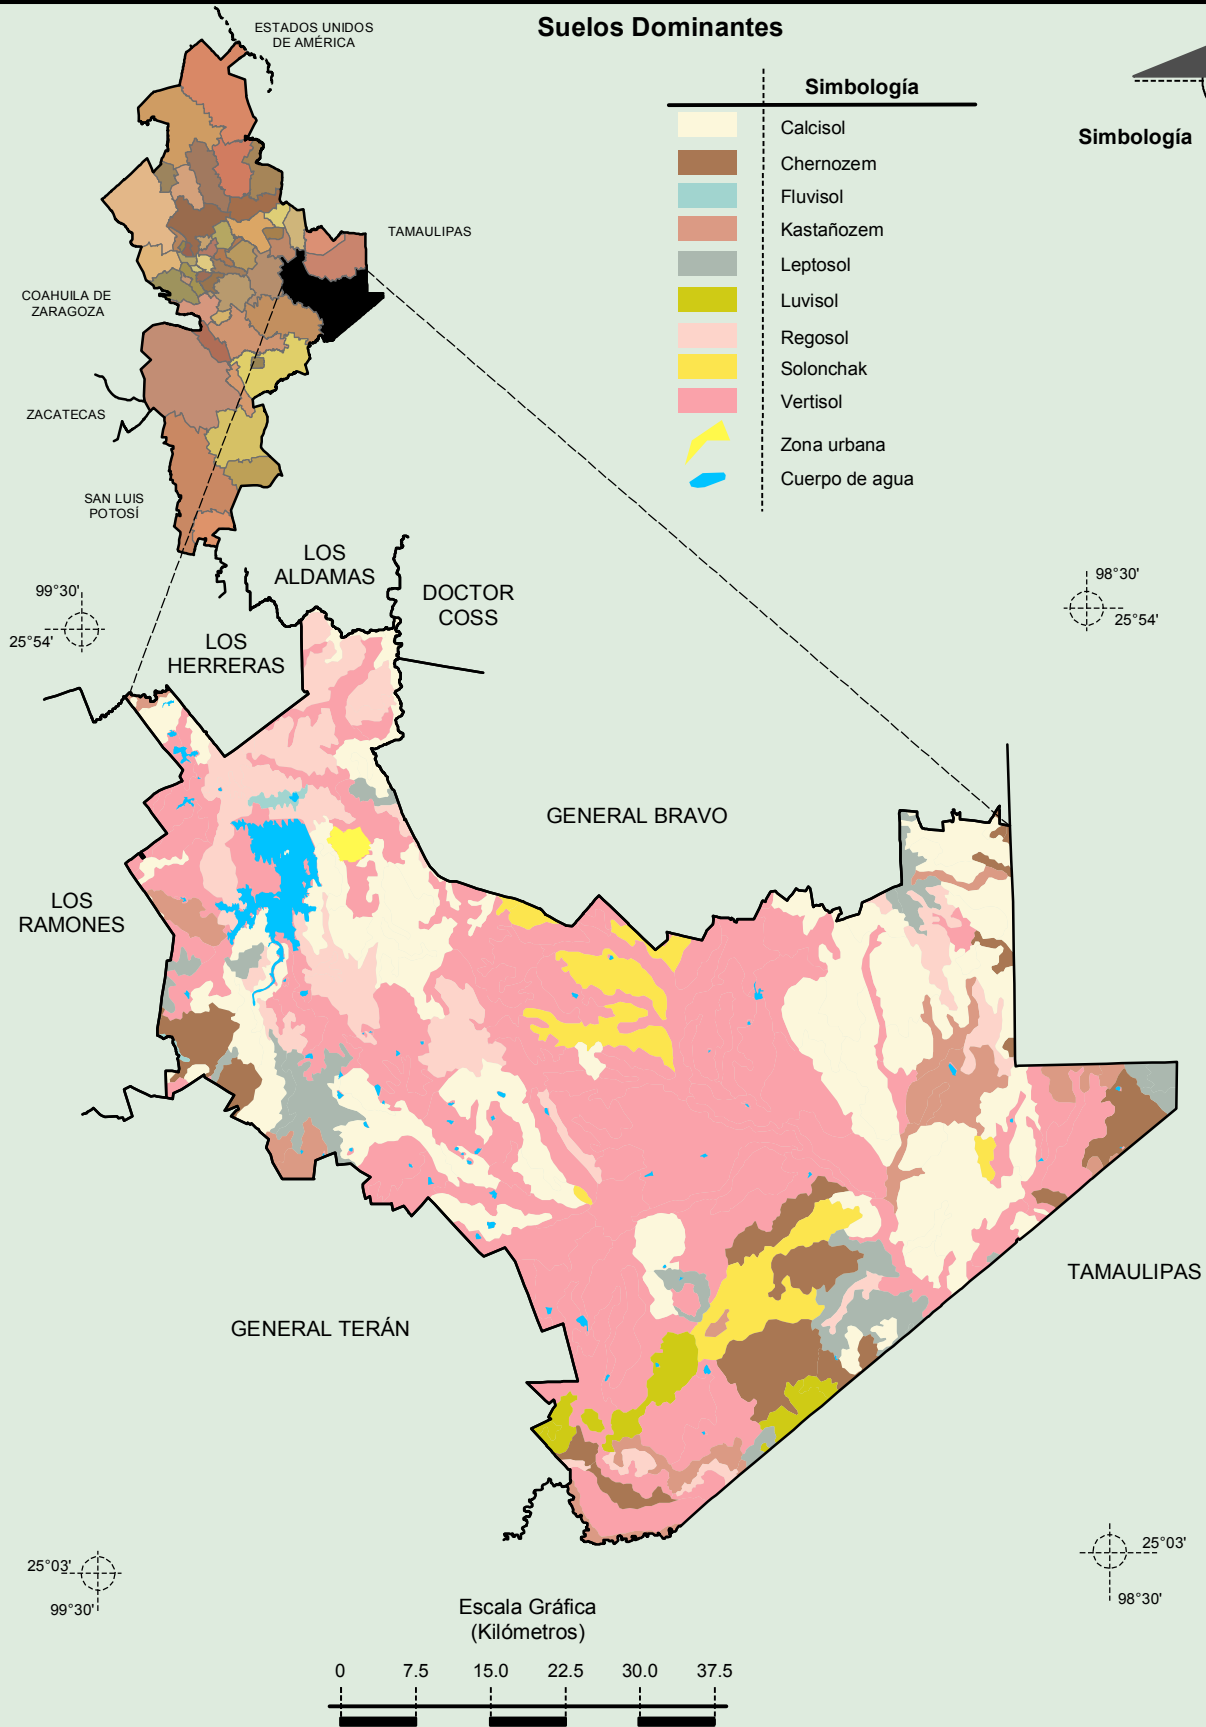 Suelos Dominantes
ESTADOS UNIDOS
DE AMÉRICA
TAMAULIPAS
COAHUILA DE
ZARAGOZA
ZACATECAS
SAN LUIS
POTOSÍ
Simbología
Calcisol
Chernozem
Fluvisol
Kastañozem
Leptosol
Luvisol
Regosol
Solonchak
Vertisol
Zona urbana
Cuerpo de agua
Simbología
99°30'
25°54'
98°30'
25°54'
LOS
ALDAMAS
DOCTOR
COSS
LOS
HERRERAS
GENERAL BRAVO
LOS
RAMONES
TAMAULIPAS
GENERAL TERÁN
25°03'
99°30'
25°03'
98°30'
Escala Gráfica
(Kilómetros)
0 7.5 15.0 22.5 30.0 37.5